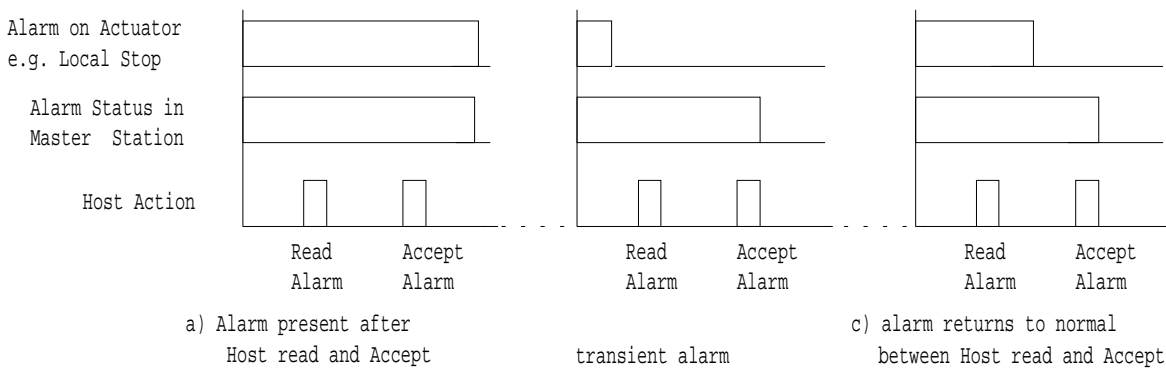 Alarm on Actuator
e.g. Local Stop
Alarm Status in
Master Station
Host Action
Read
Alarm
Accept
Alarm
Read
Alarm
Accept
Alarm
Read
Alarm
Accept
Alarm
a) Alarm present after
Host read and Accept
transient alarm
c) alarm returns to normal
between Host read and Accept